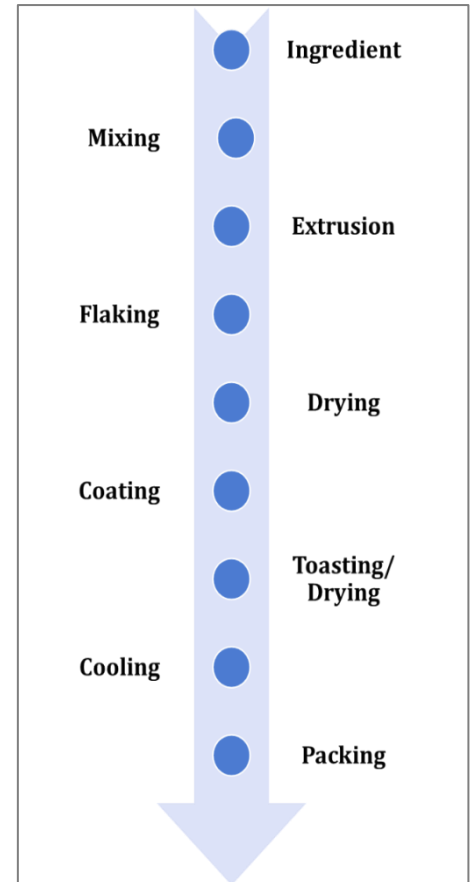 Ingredient
Mixing
Extrusion
Flaking
Drying
Coating
Toasting/
Drying
Cooling
Packing